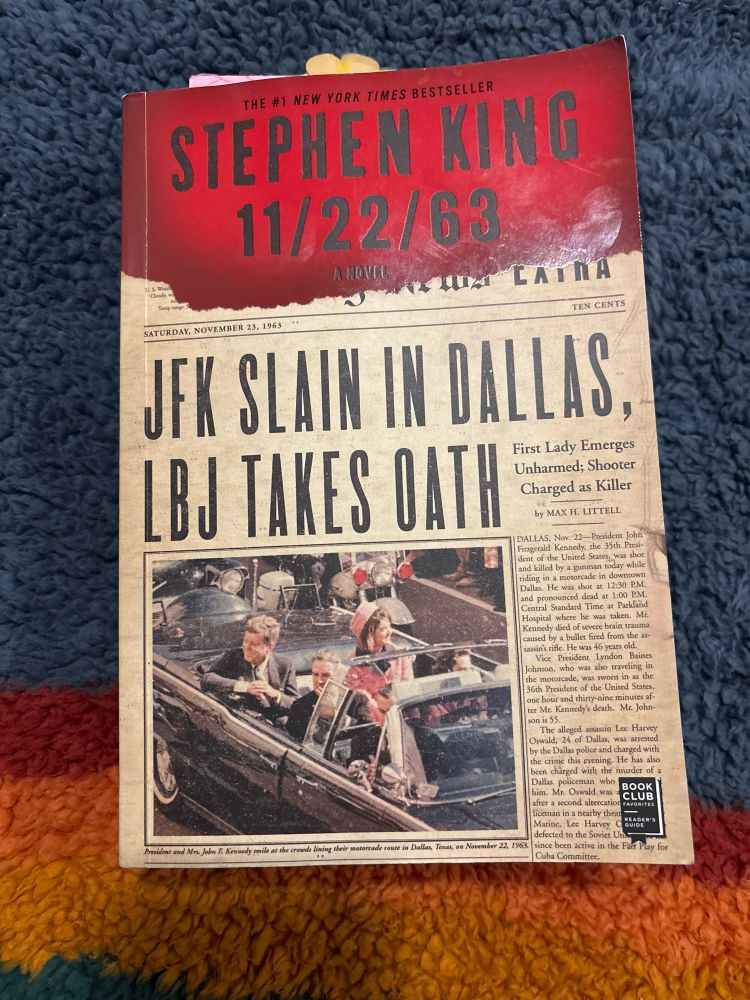 THE #1 NEW YORK TIMES BESTSELLER
STEPHEN KING
11/22/63
A NOVEL
EXTRA
TEN CENTS
SATURDAY, NOVEMBER 23, 1963
JFK SLAIN IN DALLAS,
LBJ TAKES OATH
First Lady Emerges
Unharmed; Shooter
Charged as Killer
by MAX H. LITTELL
DALLAS, Nov. 22—President John
Fitzgerald Kennedy, the 35th Presi-
dent of the United States, was shot
and killed by a gunman today while
riding in a motorcade in downtown
Dallas. He was shot at 12:30 P.M.
and pronounced dead at 1:00 P.M.
Central Standard Time at Parkland
Hospital where he was taken. Mr.
Kennedy died of severe brain trauma
caused by a bullet fired from the as-
sassin's rifle. He was 46 years old.
Vice President Lyndon Baines
Johnson, who was also traveling in
the motorcade, was sworn in as the
36th President of the United States,
one hour and thirty-nine minutes af-
ter Mr. Kennedy's death. Mr. John-
son is 55.
The alleged assassin Lee Harvey
Oswald, 24 of Dallas, was arrested
by the Dallas police and charged with
the crime this evening. He has also
been charged with the murder of a
Dallas policeman who
him. Mr. Oswald was
after a second altercation
liceman in a nearby
Marine, Lee Harvey
defected to the Soviet
since been active in the Fair Play for
Cuba Committee.
BOOK
CLUB
FAVORITES
READER'S
GUIDE
President and Mrs. John F. Kennedy smile at the crowds lining their motorcade route in Dallas, Texas, on November 22, 1963.